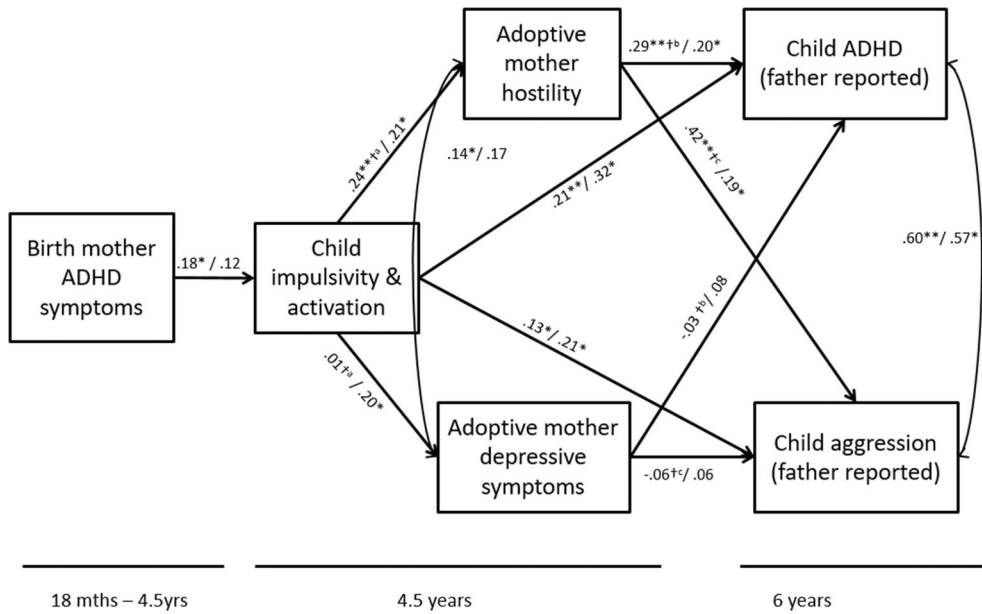 Adoptive
mother
hostility
.29**†ᵇ/ .20*
Child ADHD
(father reported)
.24**†ᵃ/ .21*
.14*/ .17
.42**†ᶜ/.19*
.21**/ .32*
Birth mother
ADHD
symptoms
.18*/ .12
Child
impulsivity &
activation
.60**/ .57*
-.03 †ᵇ/ .08
.13*/ .21*
.01†ᵃ/ .20*
Adoptive mother
depressive
symptoms
-.06†ᶜ/ .06
Child aggression
(father reported)
18 mths – 4.5yrs
4.5 years
6 years